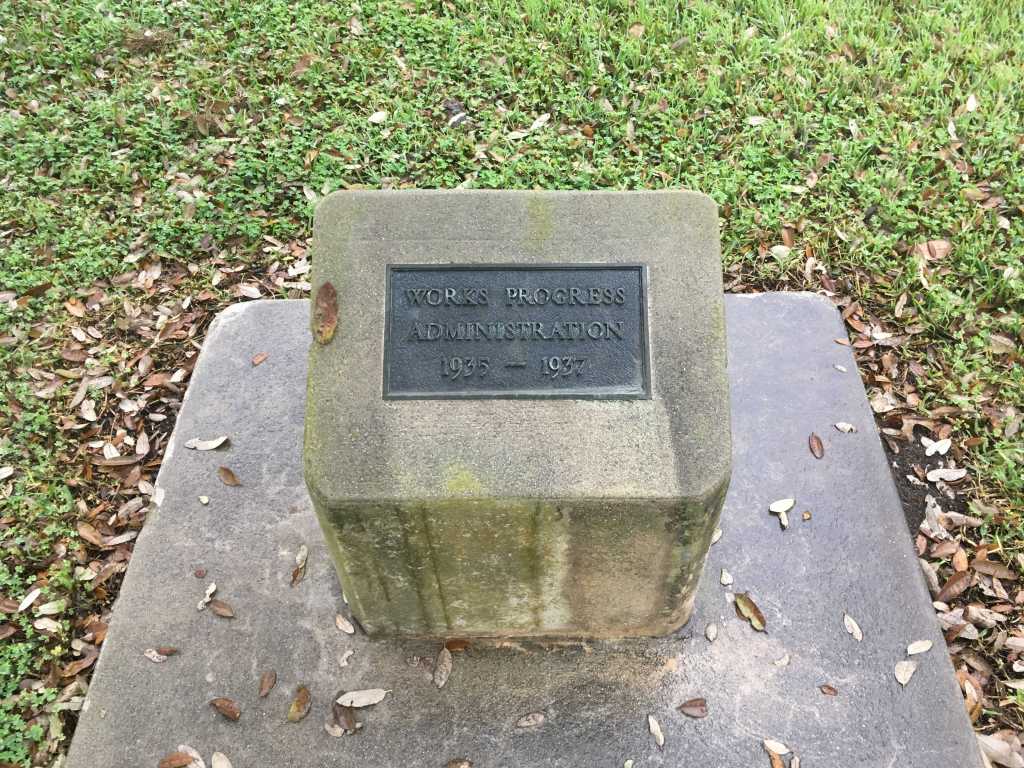 WORKS PROGRESS
ADMINISTRATION
1935 — 1937